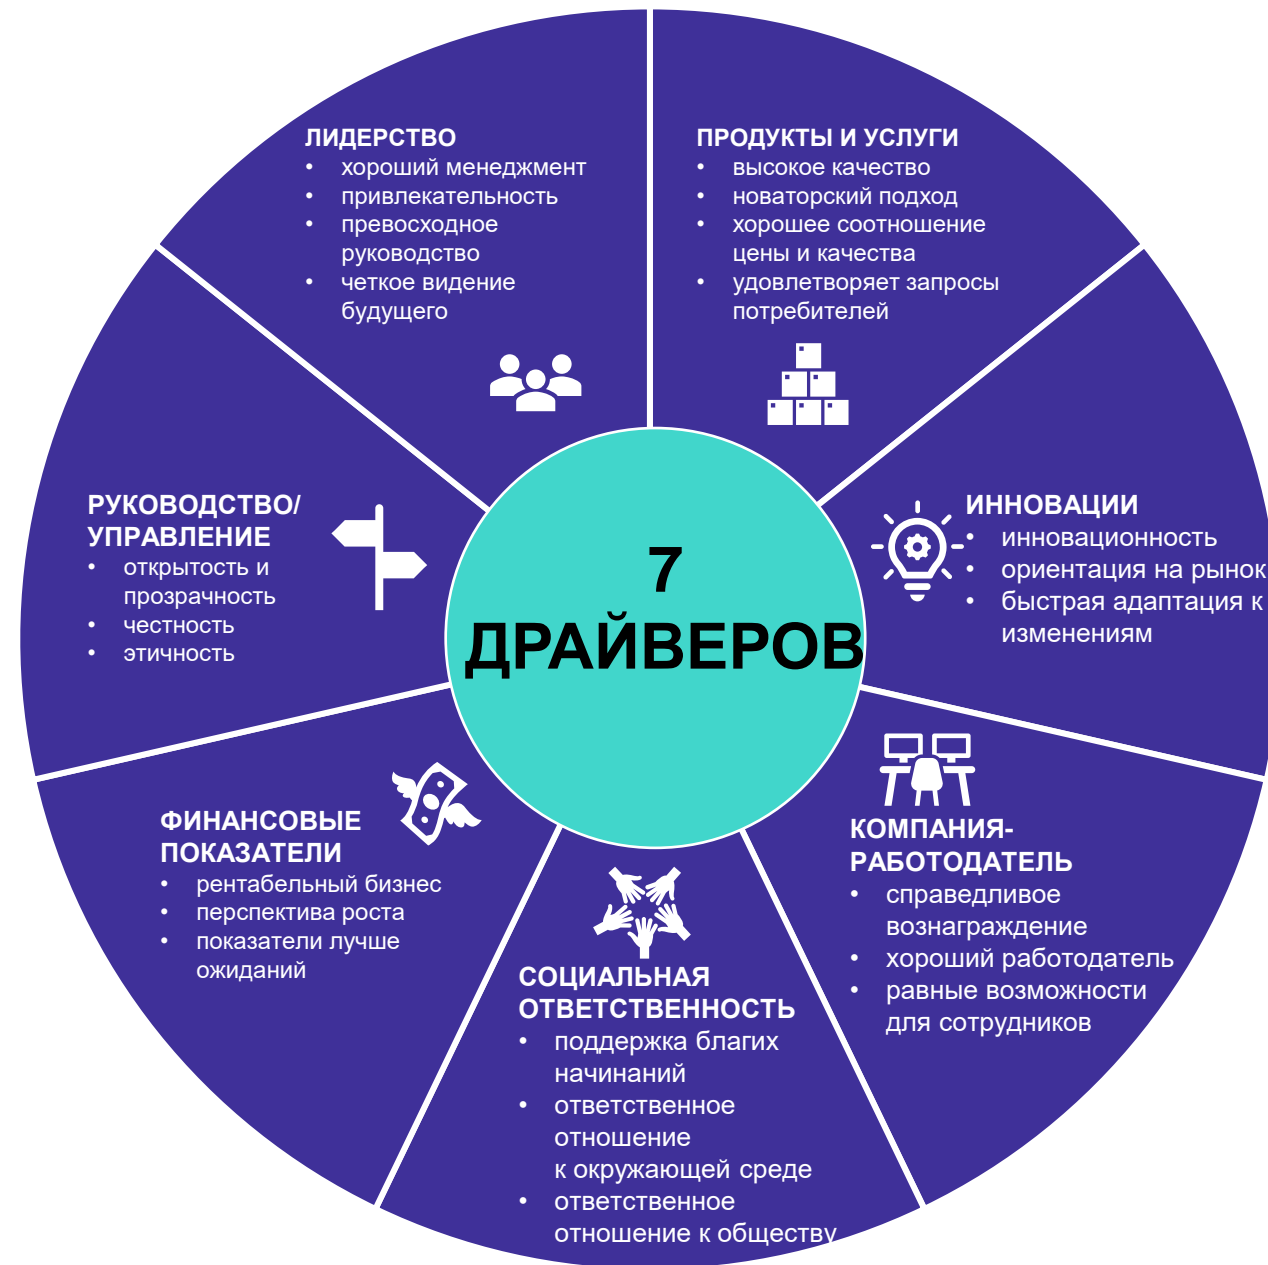 ЛИДЕРСТВО
• хороший менеджмент
• привлекательность
• превосходное
руководство
• четкое видение
будущего
ПРОДУКТЫ И УСЛУГИ
• высокое качество
• новаторский подход
• хорошее соотношение
цены и качества
• удовлетворяет запросы
потребителей
ИННОВАЦИИ
• инновационность
• ориентация на рынок
• быстрая адаптация к
изменениям
КОМПАНИЯ-
РАБОТОДАТЕЛЬ
• справедливое
вознаграждение
• хороший работодатель
• равные возможности
для сотрудников
СОЦИАЛЬНАЯ
ОТВЕТСТВЕННОСТЬ
• поддержка благих
начинаний
• ответственное
отношение
к окружающей среде
• ответственное
отношение к обществу
ФИНАНСОВЫЕ
ПОКАЗАТЕЛИ
• рентабельный бизнес
• перспектива роста
• показатели лучше
ожиданий
РУКОВОДСТВО/
УПРАВЛЕНИЕ
• открытость и
прозрачность
• честность
• этичность
7
ДРАЙВЕРОВ